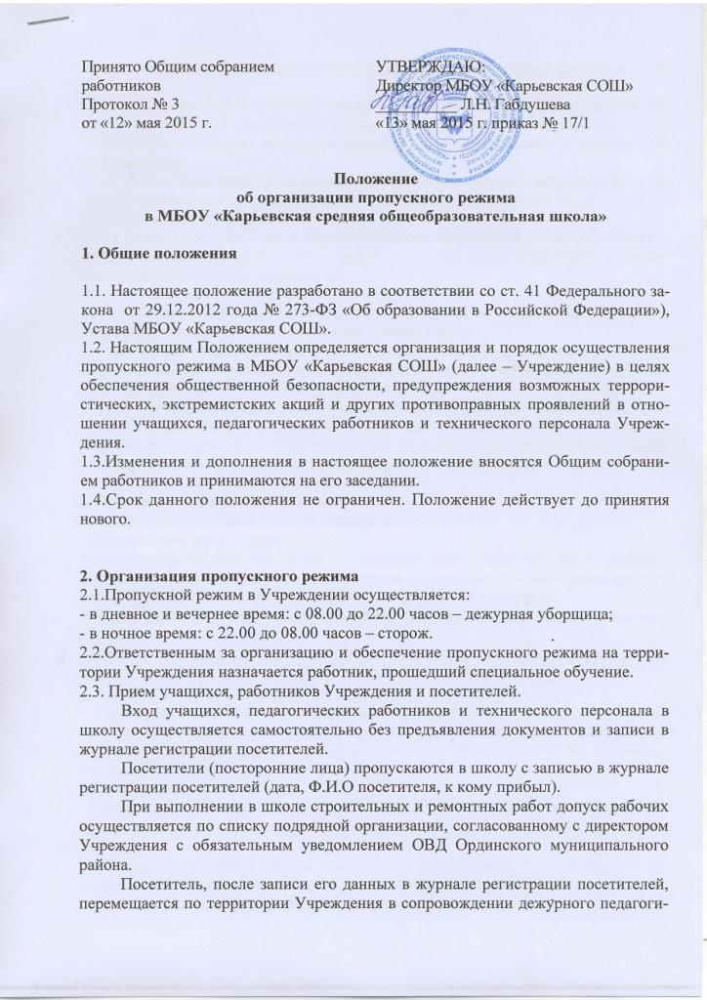 Принято Общим собранием
работников
Протокол № 3
от «12» мая 2015 г.
УТВЕРЖДАЮ:
Директор МБОУ «Карьевская СОШ»
Л.Н. Габдушева
«13» мая 2015 г. приказ № 17/1
Положение
об организации пропускного режима
в МБОУ «Карьевская средняя общеобразовательная школа»
1. Общие положения
1.1. Настоящее положение разработано в соответствии со ст. 41 Федерального за-
кона от 29.12.2012 года № 273-ФЗ «Об образовании в Российской Федерации»),
Устава МБОУ «Карьевская СОШ».
1.2. Настоящим Положением определяется организация и порядок осуществления
пропускного режима в МБОУ «Карьевская СОШ» (далее – Учреждение) в целях
обеспечения общественной безопасности, предупреждения возможных террори-
стических, экстремистских акций и других противоправных проявлений в отно-
шении учащихся, педагогических работников и технического персонала Учреж-
дения.
1.3.Изменения и дополнения в настоящее положение вносятся Общим собрани-
ем работников и принимаются на его заседании.
1.4.Срок данного положения не ограничен. Положение действует до принятия
нового.
2. Организация пропускного режима
2.1.Пропускной режим в Учреждении осуществляется:
- в дневное и вечернее время: с 08.00 до 22.00 часов – дежурная уборщица;
- в ночное время: с 22.00 до 08.00 часов – сторож.
2.2.Ответственным за организацию и обеспечение пропускного режима на терри-
тории Учреждения назначается работник, прошедший специальное обучение.
2.3. Прием учащихся, работников Учреждения и посетителей.
Вход учащихся, педагогических работников и технического персонала в
школу осуществляется самостоятельно без предъявления документов и записи в
журнале регистрации посетителей.
Посетители (посторонние лица) пропускаются в школу с записью в журнале
регистрации посетителей (дата, Ф.И.О посетителя, к кому прибыл).
При выполнении в школе строительных и ремонтных работ допуск рабочих
осуществляется по списку подрядной организации, согласованному с директором
Учреждения с обязательным уведомлением ОВД Ординского муниципального
района.
Посетитель, после записи его данных в журнале регистрации посетителей,
перемещается по территории Учреждения в сопровождении дежурного педагоги-